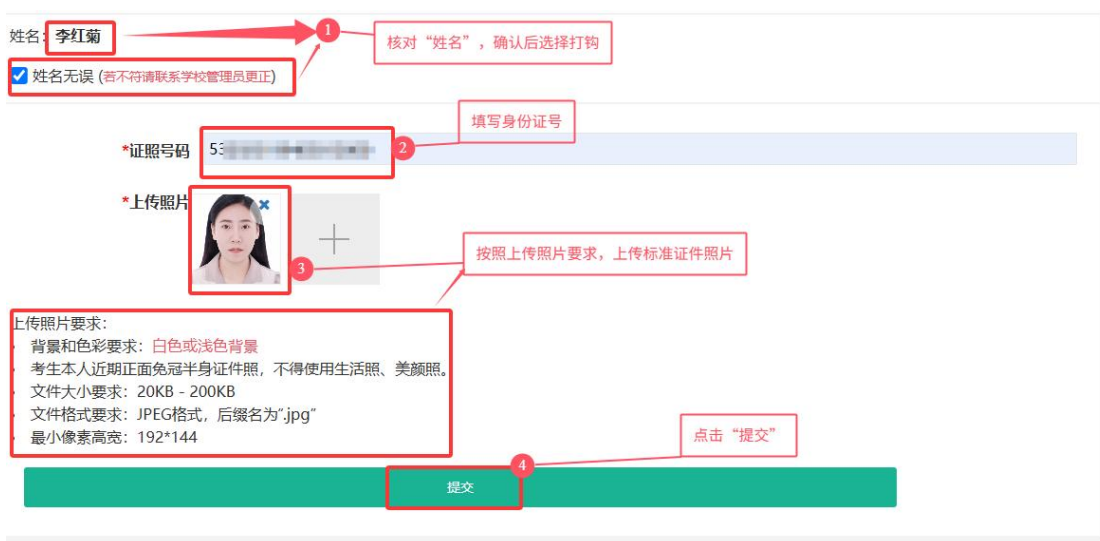 姓名：李红菊
1
核对“姓名”，确认后选择打钩
姓名无误 (若不符请联系学校管理员更正)
填写身份证号
*证照号码 53
2
*上传照片
3
按照上传照片要求，上传标准证件照片
上传照片要求：
背景和色彩要求：白色或浅色背景
考生本人近期正面免冠半身证件照，不得使用生活照、美颜照。
文件大小要求：20KB - 200KB
文件格式要求：JPEG格式，后缀名为“.jpg”
最小像素高宽：192*144
点击“提交”
4
提交